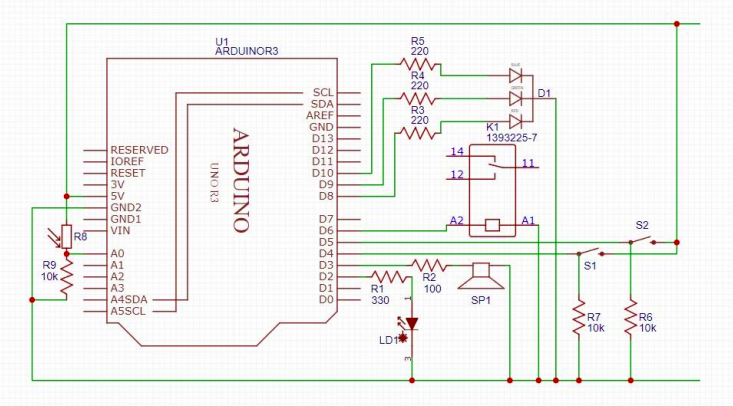 U1
ARDUINOR3
R5
220
R4
220
R3
220
D1
K1
1393225-7
14
11
12
A2
A1
SCL
SDA
AREF
GND
D13
D12
D11
D10
D9
D8
D7
D6
D5
D4
D3
D2
D1
D0
RESERVED
IOREF
RESET
3V
5V
GND2
GND1
VIN
A0
A1
A2
A3
A4SDA
A5SCL
ARDUINO
UNO R3
R8
R9
10k
S2
S1
R2
100
SP1
R1
330
1
LD1
3
R7
10k
R6
10k